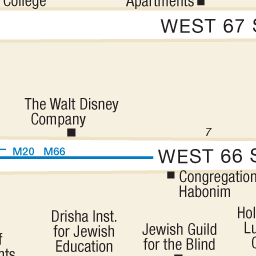 College
Apartments
WEST 67 S
The Walt Disney
Company
7
M20 M66
WEST 66 S
Congregation
Habonim
Drisha Inst.
for Jewish
Education
Jewish Guild
for the Blind